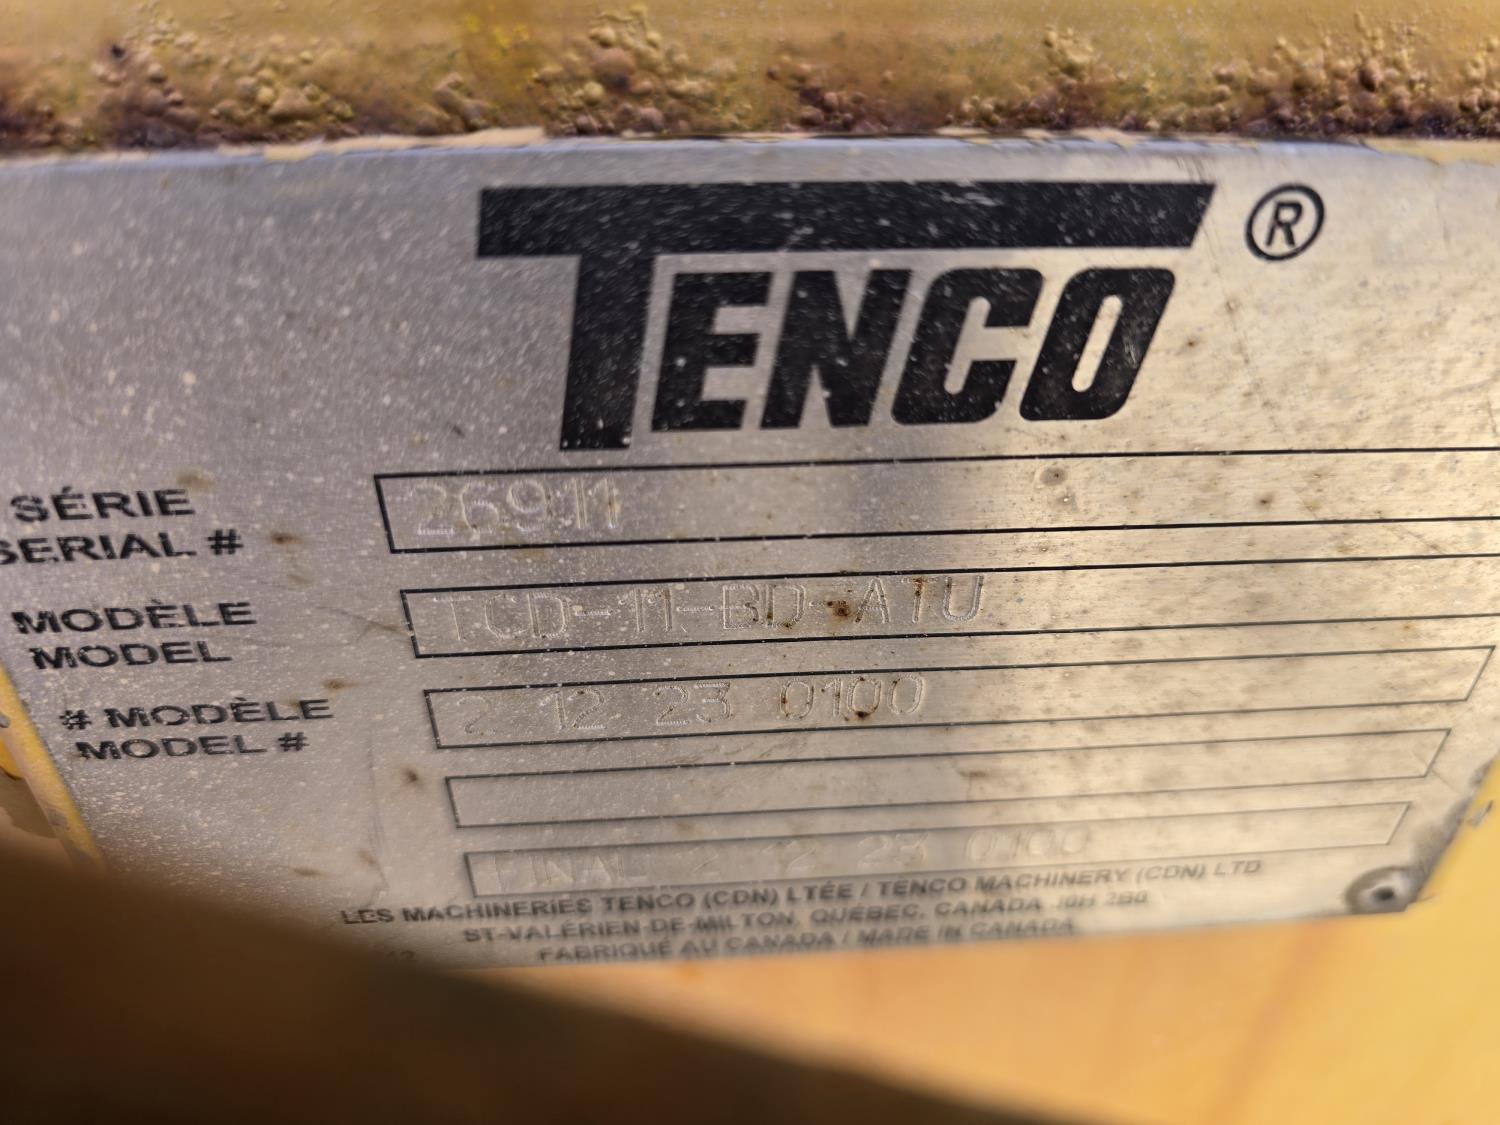 TENCO ®
SÉRIE
SERIAL # 26911
MODÈLE
MODEL TCD-11-BD-ATU
# MODÈLE
MODEL # 2 12 23 0100
FINAL 2 12 23 0100
LES MACHINERIES TENCO (CDN) LTÉE / TENCO MACHINERY (CDN) LTD
ST-VALÉRIEN-DE-MILTON, QUÉBEC, CANADA J0H 2B0
FABRIQUÉ AU CANADA / MADE IN CANADA